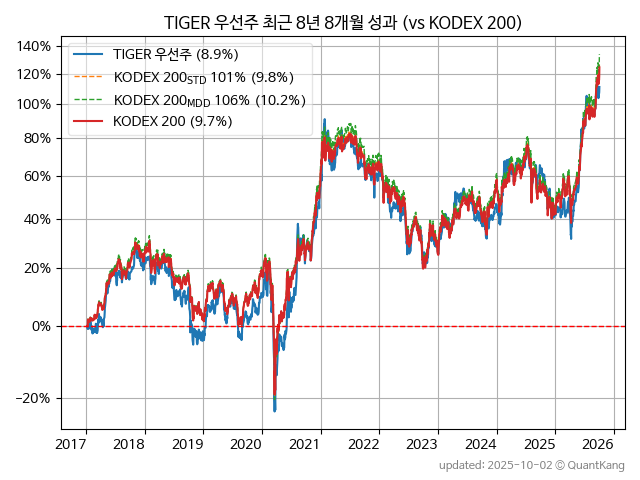 TIGER 우선주 최근 8년 8개월 성과 (vs KODEX 200)
140%
120%
100%
80%
60%
40%
20%
0%
−20%
TIGER 우선주 (8.9%)
KODEX 200STD 101% (9.8%)
KODEX 200MDD 106% (10.2%)
KODEX 200 (9.7%)
2017 2018 2019 2020 2021 2022 2023 2024 2025 2026
updated: 2025-10-02 © QuantKang